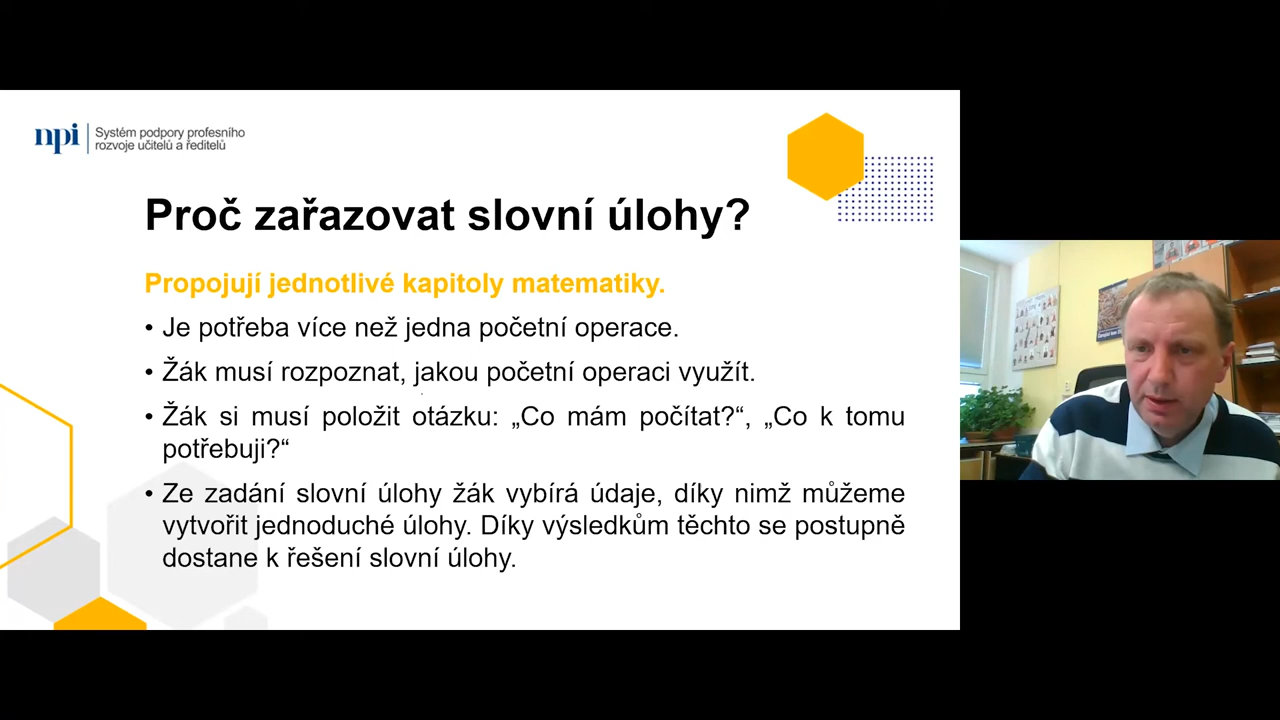 npi
Systém podpory profesního
rozvoje učitelů a ředitelů
Proč zařazovat slovní úlohy?
Propojují jednotlivé kapitoly matematiky.
• Je potřeba více než jedna početní operace.
• Žák musí rozpoznat, jakou početní operaci využít.
• Žák si musí položit otázku: „Co mám počítat?“, „Co k tomu
potřebuji?“
• Ze zadání slovní úlohy žák vybírá údaje, díky nimž můžeme
vytvořit jednoduché úlohy. Díky výsledkům těchto se postupně
dostane k řešení slovní úlohy.